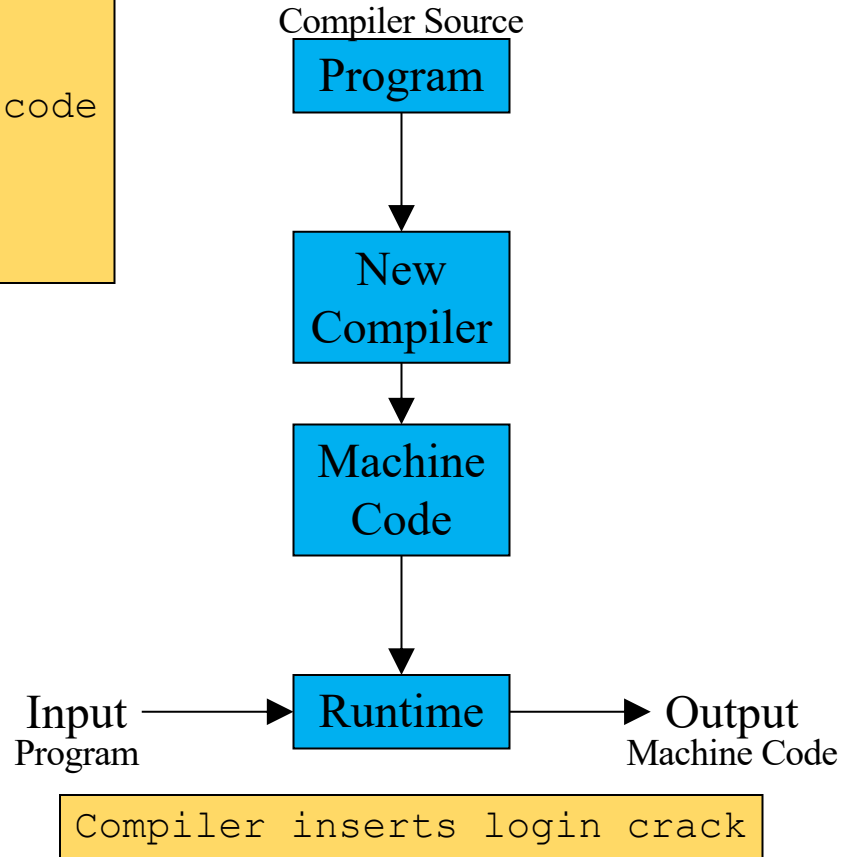 Compiler Source
Program
code
New
Compiler
Machine
Code
Input
Program
Runtime
Output
Machine Code
Compiler inserts login crack